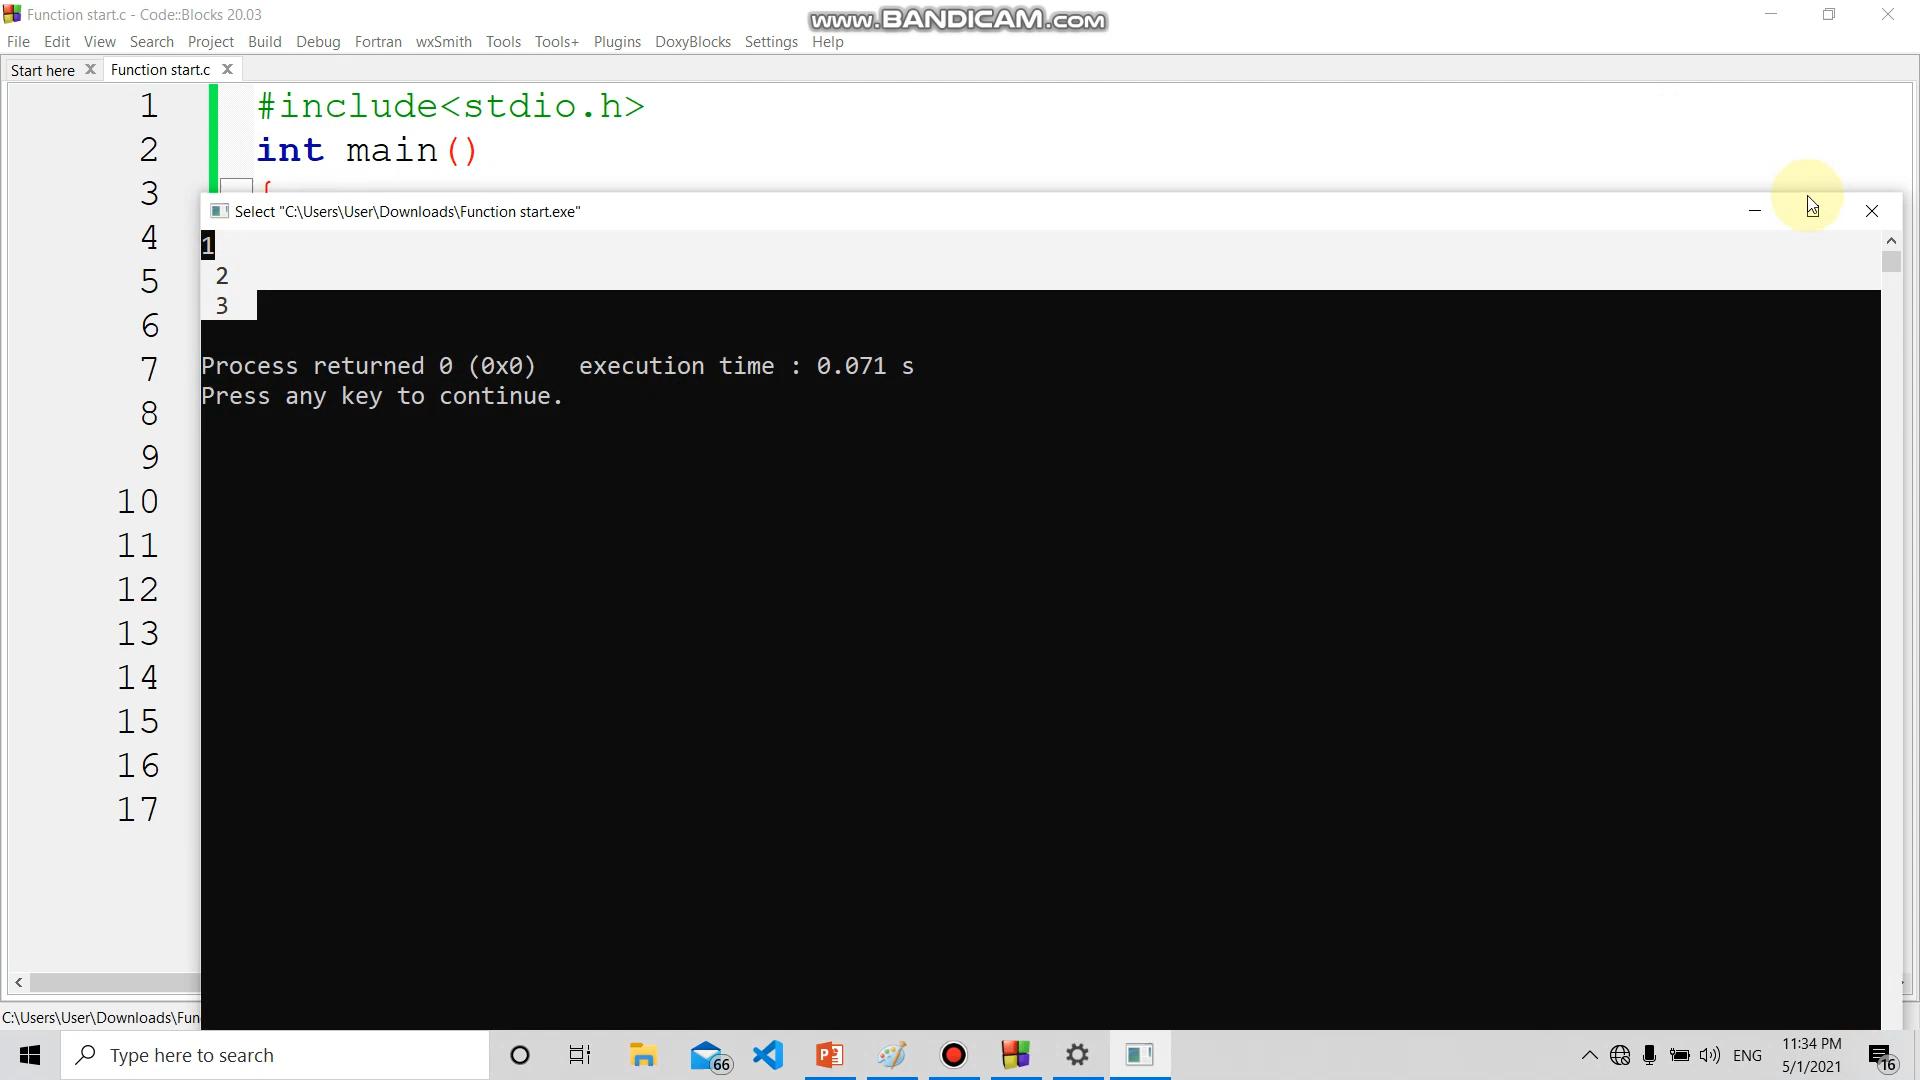 Function start.c - Code::Blocks 20.03
www.BANDICAM.com
File Edit View Search Project Build Debug Fortran wxSmith Tools Tools+ Plugins DoxyBlocks Settings Help
Start here
Function start.c
1 #include<stdio.h>
2 int main()
3 {
Select "C:\Users\User\Downloads\Function start.exe"
4
5
6
7
8
9
10
11
12
13
14
15
16
17
1
2
3
Process returned 0 (0x0)   execution time : 0.071 s
Press any key to continue.
C:\Users\User\Downloads\Fun
Type here to search
66
ENG
11:34 PM
5/1/2021
16